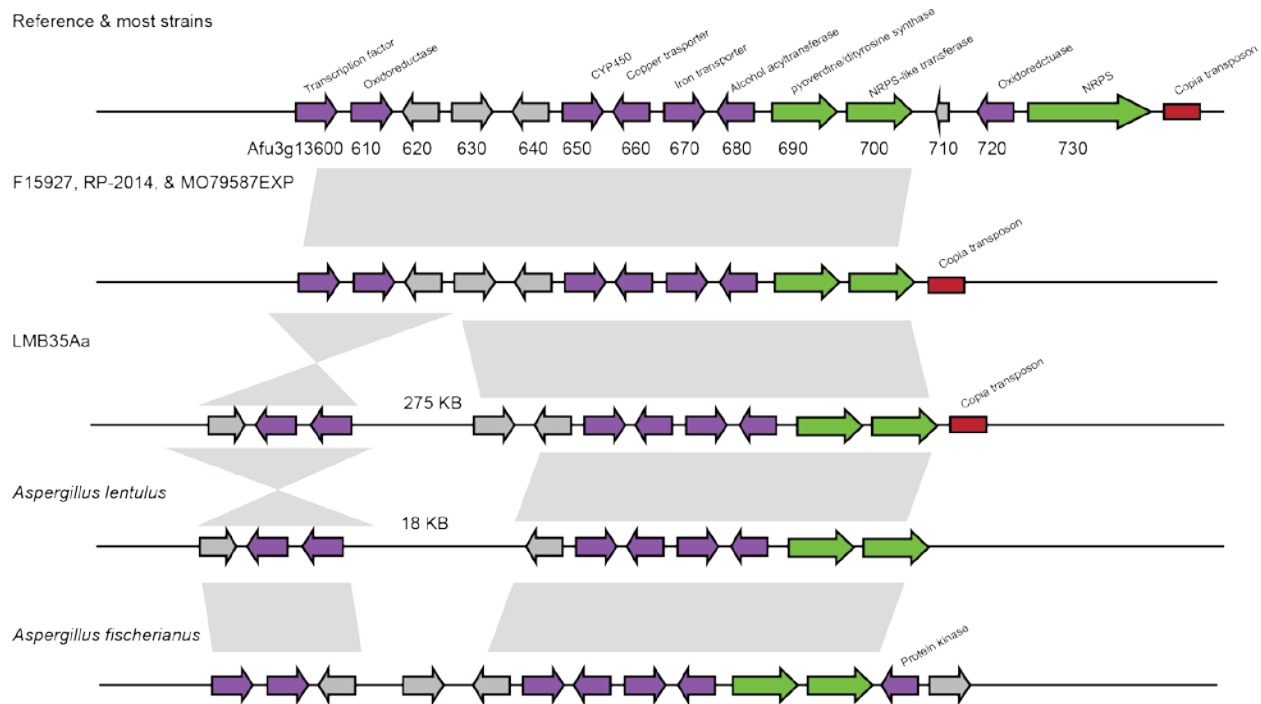 Reference & most strains
Transcription factor
Oxidoreductase
CYP450
Copper trasporter
Iron transporter
Alcohol acyltransferase
pyoverdine/dityrosine synthase
NRPS-like transferase
Oxidoredctuase
NRPS
Copia transposon
Afu3g13600 610 620 630 640 650 660 670 680 690 700 710 720 730
F15927, RP-2014, & MO79587EXP
Copia transposon
LMB35Aa
Copia transposon
275 KB
Aspergillus lentulus
18 KB
Aspergillus fischerianus
Protein kinase